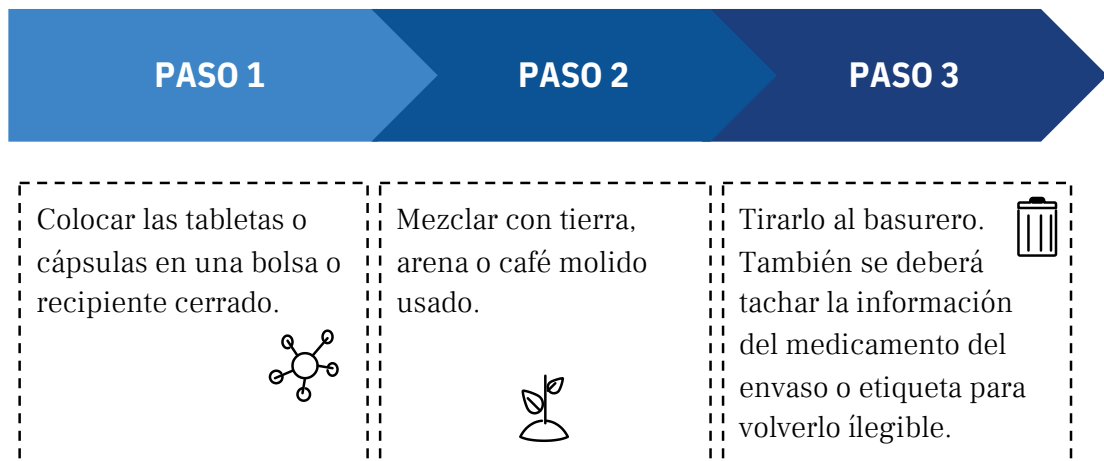 PASO 1
PASO 2
PASO 3
Colocar las tabletas o
cápsulas en una bolsa o
recipiente cerrado.
Mezclar con tierra,
arena o café molido
usado.
Tirarlo al basurero.
También se deberá
tachar la información
del medicamento del
envaso o etiqueta para
volverlo ílegible.